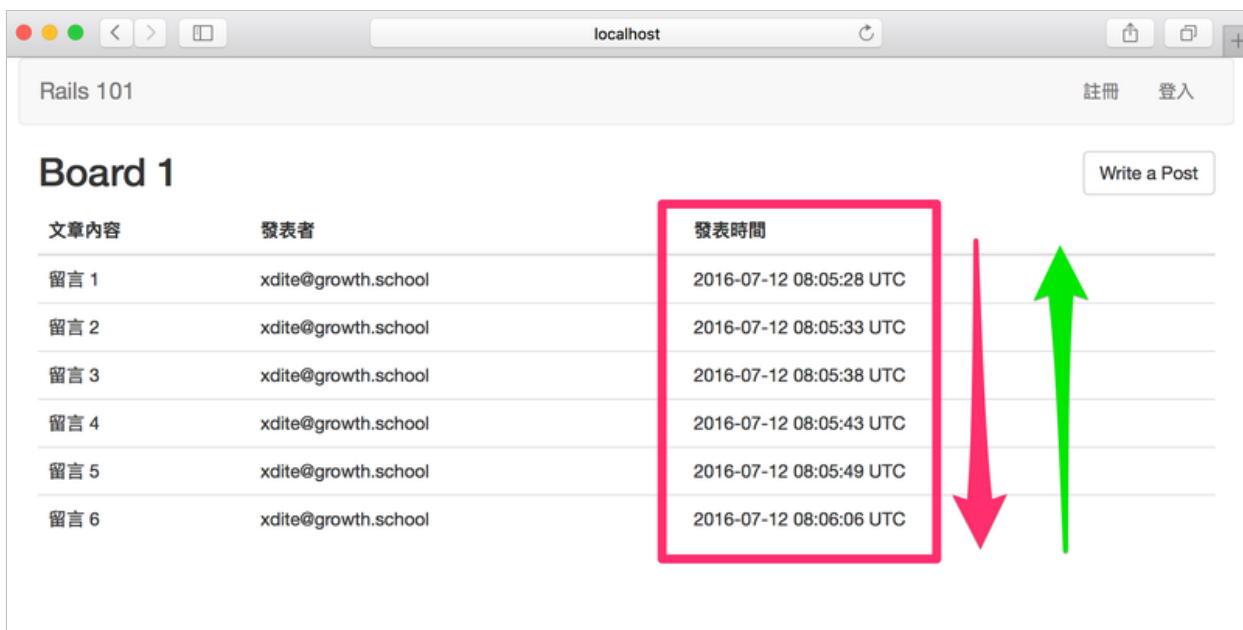 localhost
Rails 101 註冊 登入
Board 1 Write a Post
文章內容 發表者 發表時間
留言 1 xdite@growth.school 2016-07-12 08:05:28 UTC
留言 2 xdite@growth.school 2016-07-12 08:05:33 UTC
留言 3 xdite@growth.school 2016-07-12 08:05:38 UTC
留言 4 xdite@growth.school 2016-07-12 08:05:43 UTC
留言 5 xdite@growth.school 2016-07-12 08:05:49 UTC
留言 6 xdite@growth.school 2016-07-12 08:06:06 UTC